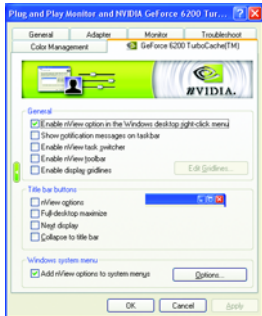 Plug and Play Monitor and NVIDIA GeForce 6200 Tur...
General Adapter Monitor Troubleshoot
Color Management GeForce 6200 TurboCache(TM)
NVIDIA.
General
Enable nView option in the Windows desktop right-click menu
Show notification messages on taskbar
Enable nView task switcher
Enable nView toolbar
Enable display gridlines
Edit Gridlines...
Title bar buttons
nView options
Full-desktop maximize
Next display
Collapse to title bar
Windows system menu
Add nView options to system menus
Options...
OK Cancel Apply